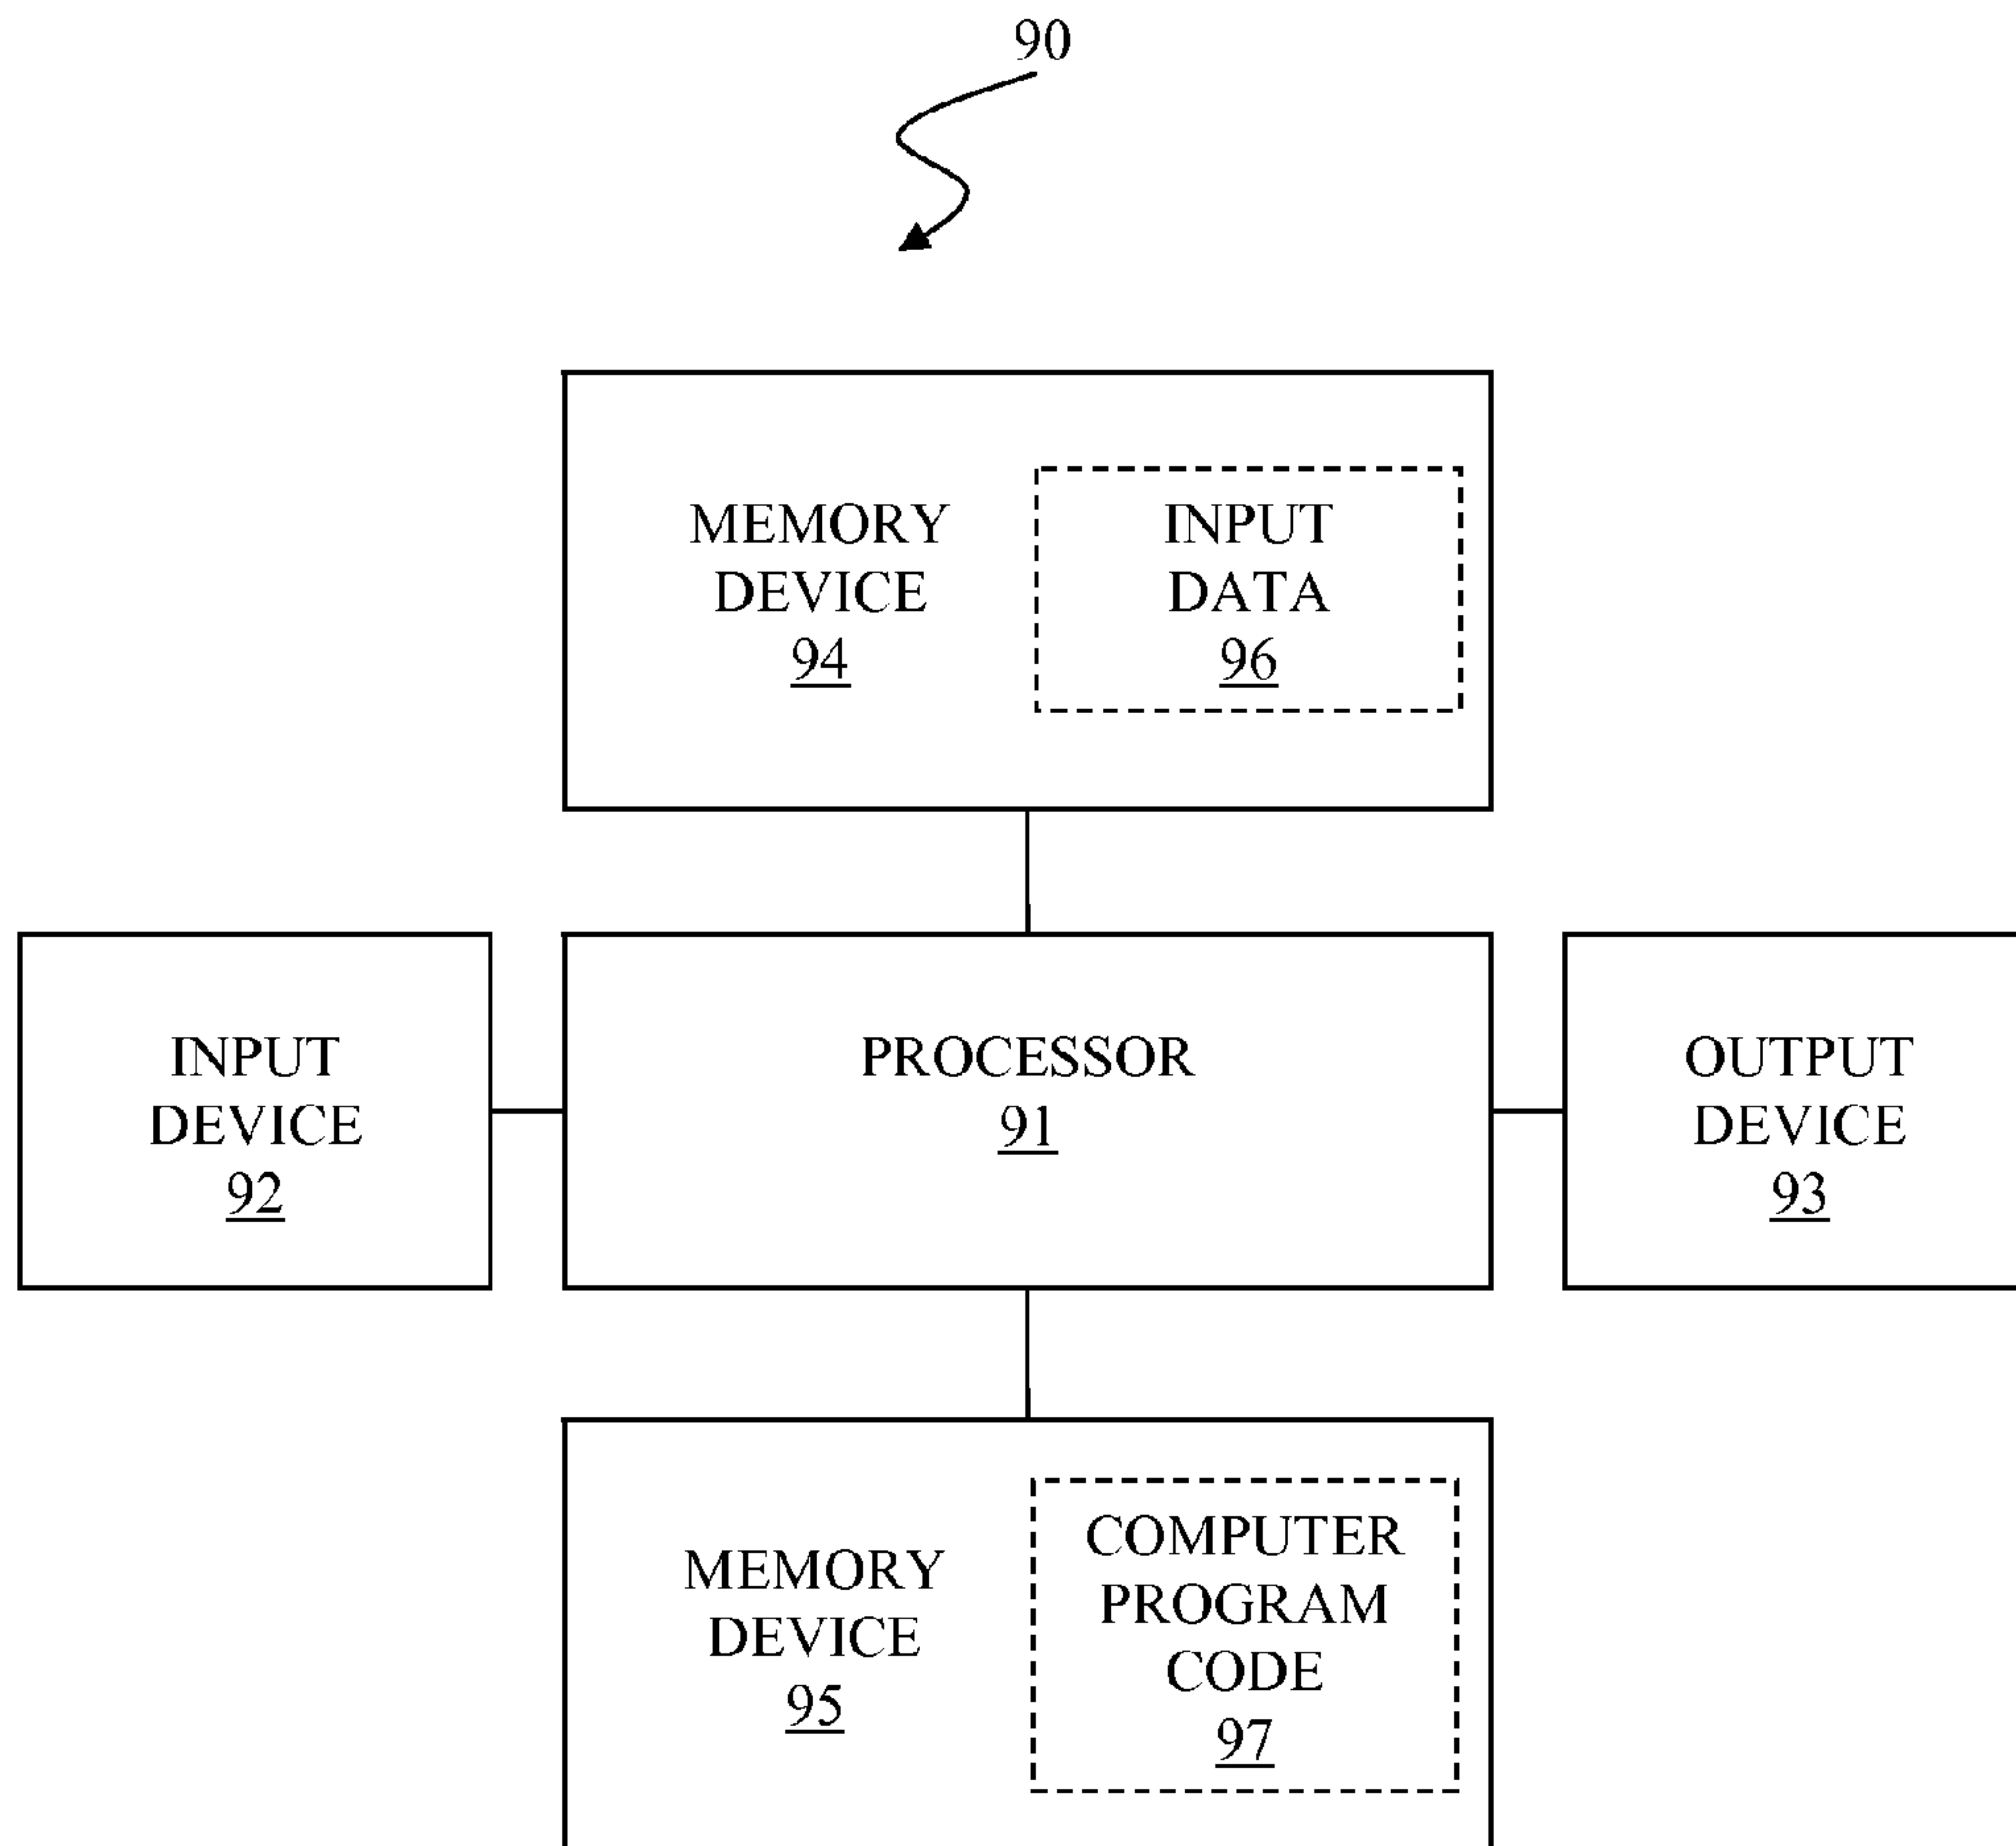 90
MEMORY
DEVICE
94
INPUT
DATA
96
INPUT
DEVICE
92
PROCESSOR
91
OUTPUT
DEVICE
93
MEMORY
DEVICE
95
COMPUTER
PROGRAM
CODE
97